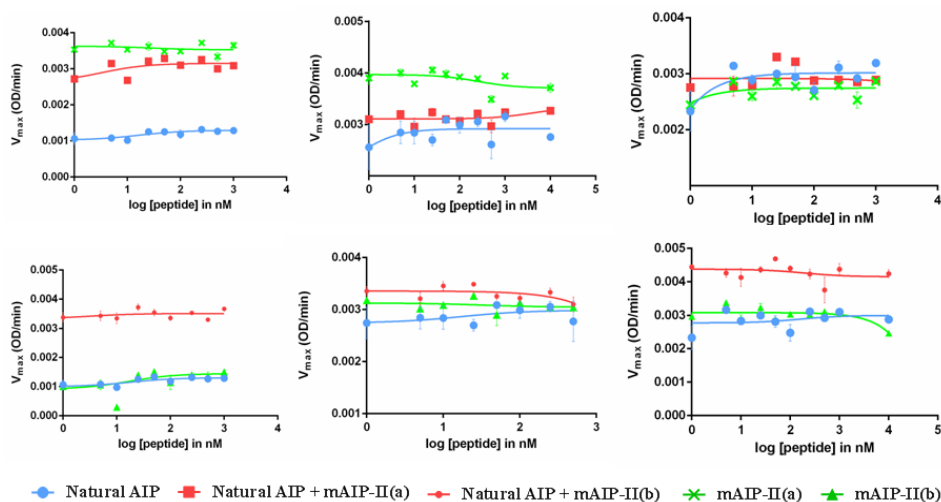 Vmax (OD/min)
0.004
0.003
0.002
0.001
0.000
0 1 2 3 4
log [peptide] in nM
Vmax (OD/min)
0.005
0.004
0.003
0.002
0 1 2 3 4 5
log [peptide] in nM
Vmax (OD/min)
0.004
0.003
0.002
0 1 2 3 4
log [peptide] in nM
Vmax (OD/min)
0.005
0.004
0.003
0.002
0.001
0.000
0 1 2 3 4
log [peptide] in nM
Vmax (OD/min)
0.004
0.003
0.002
0.001
0 1 2 3
log [peptide] in nM
Vmax (OD/min)
0.005
0.004
0.003
0.002
0.001
0.000
0 1 2 3 4 5
log [peptide] in nM
Natural AIP Natural AIP + mAIP-II(a) Natural AIP + mAIP-II(b) mAIP-II(a) mAIP-II(b)